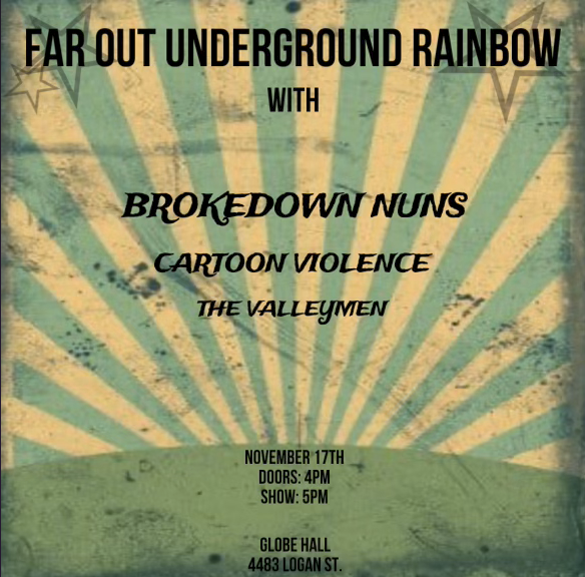 FAR OUT UNDERGROUND RAINBOW
WITH
BROKEDOWN NUNS
CARTOON VIOLENCE
THE VALLEYMEN
NOVEMBER 17TH
DOORS: 4PM
SHOW: 5PM
GLOBE HALL
4483 LOGAN ST.